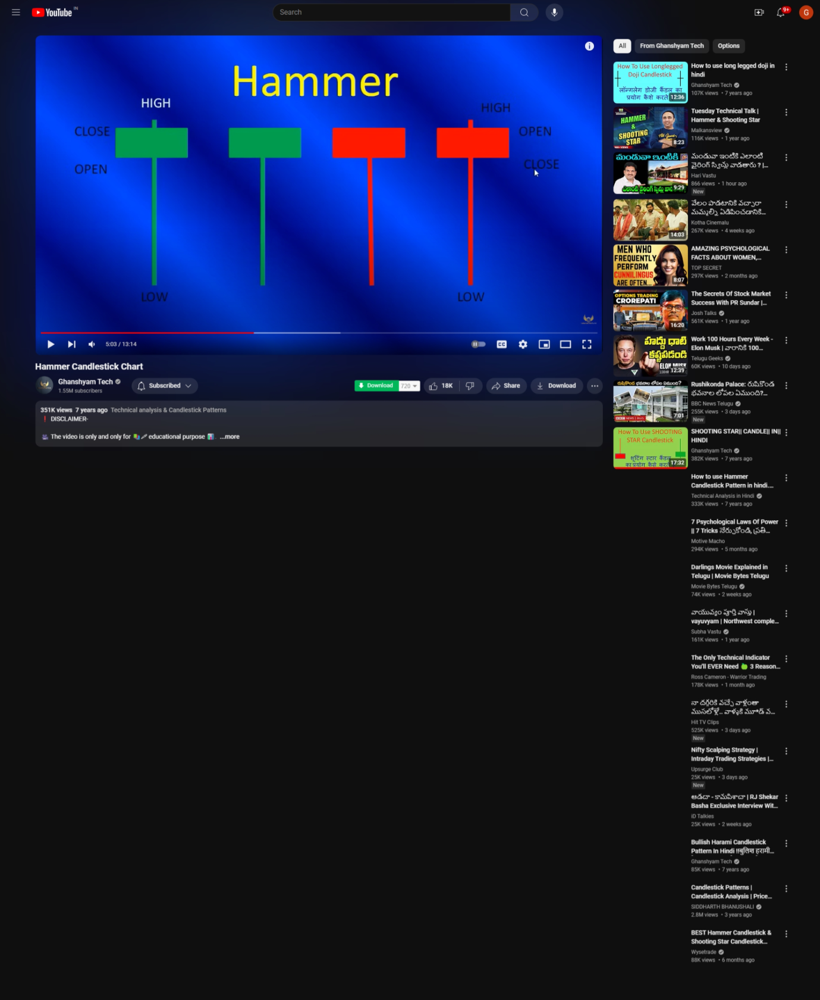 YouTube IN
Search
9+
G
Hammer
HIGH
HIGH
CLOSE
OPEN
OPEN
CLOSE
LOW
LOW
5:03 / 13:14
CC
Hammer Candlestick Chart
Ghanshyam Tech
1.55M subscribers
Subscribed
Download 720
18K
Share
Download
351K views 7 years ago Technical analysis & Candlestick Patterns
❗ DISCLAIMER-
The video is only and only for educational purpose . ...more
All
From Ghanshyam Tech
Options
How To Use Longlegged
Doji Candlestick
लॉन्गलेग डोजी कैंडल का
प्रयोग कैशे करते
12:36
How to use long legged doji in
hindi
Ghanshyam Tech
107K views • 7 years ago
HAMMER
&
SHOOTING
STAR
8:23
Tuesday Technical Talk |
Hammer & Shooting Star
Malkansview
116K views • 1 year ago
మండువా ఇంటికి
9:29
మండువా ఇంటికి ఎలాంటి
వైరింగ్ స్విచ్లు వాడతారు ? |...
Hari Vastu
866 views • 1 hour ago
New
14:03
వేలం పాడటానికి వచ్చారా
మమ్మల్ని ఏడిపించడానికి...
Kotha Cinemalu
267K views • 4 weeks ago
MEN WHO
FREQUENTLY
PERFORM
CUNNILINGUS
ARE OFTEN...
8:07
AMAZING PSYCHOLOGICAL
FACTS ABOUT WOMEN,...
TOP SECRET
297K views • 2 months ago
OPTIONS TRADING
CROREPATI
16:20
The Secrets Of Stock Market
Success With PR Sundar |...
Josh Talks
561K views • 1 year ago
హద్దు దాటి
కష్టపడండి
ELON MUSK
12:39
Work 100 Hours Every Week -
Elon Musk | వారానికి 100...
Telugu Geeks
60K views • 10 days ago
రుషికొండ భవనాల లోపల ఏముంది?
BBC NEWS | తెలుగు
7:01
Rushikonda Palace: రుషికొండ
భవనాల లోపల ఏముంది?...
BBC News Telugu
255K views • 3 days ago
New
How To Use SHOOTING
STAR Candlestick
शूटिंग स्टार कैंडल
का प्रयोग कैसे करते
17:32
SHOOTING STAR|| CANDLE|| IN||
HINDI
Ghanshyam Tech
382K views • 7 years ago
How to use Hammer
Candlestick Pattern in hindi....
Technical Analysis in Hindi
333K views • 7 years ago
7 Psychological Laws Of Power
|| 7 Tricks నేర్చుకోండి, ప్రతి...
Motive Macho
294K views • 5 months ago
Darlings Movie Explained in
Telugu | Movie Bytes Telugu
Movie Bytes Telugu
74K views • 2 weeks ago
వాయువ్యం పూర్తి వాస్తు |
vayuvyam | Northwest comple...
Subha Vastu
161K views • 1 year ago
The Only Technical Indicator
You'll EVER Need 🍏 3 Reason...
Ross Cameron - Warrior Trading
178K views • 1 month ago
నా దగ్గరికి వచ్చే వాళ్లంతా
ముసలోళ్లే.. వాళ్ళకి మూ*డ్ వ...
Hit TV Clips
525K views • 3 days ago
New
Nifty Scalping Strategy |
Intraday Trading Strategies |...
Upsurge Club
25K views • 3 days ago
New
ఆడదా - కామపిశాచా | RJ Shekar
Basha Exclusive Interview Wit...
iD Talkies
25K views • 2 weeks ago
Bullish Harami Candlestick
Pattern In Hindi !!बुलिश हरामी...
Ghanshyam Tech
85K views • 7 years ago
Candlestick Patterns |
Candlestick Analysis | Price...
SIDDHARTH BHANUSHALI
2.8M views • 3 years ago
BEST Hammer Candlestick &
Shooting Star Candlestick...
Wysetrade
88K views • 6 months ago